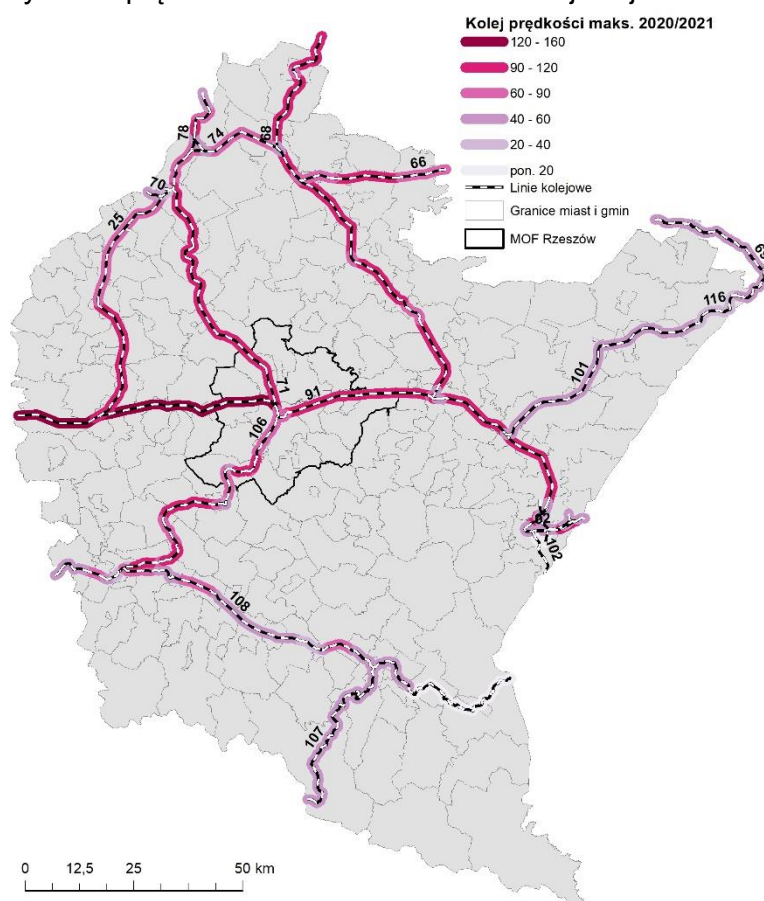 Kolej prędkości maks. 2020/2021
120 - 160
90 - 120
60 - 90
40 - 60
20 - 40
pon. 20
Linie kolejowe
Granice miast i gmin
MOF Rzeszów
78
74
68
66
70
25
69
116
101
71
91
106
102
108
107
0 12,5 25 50 km